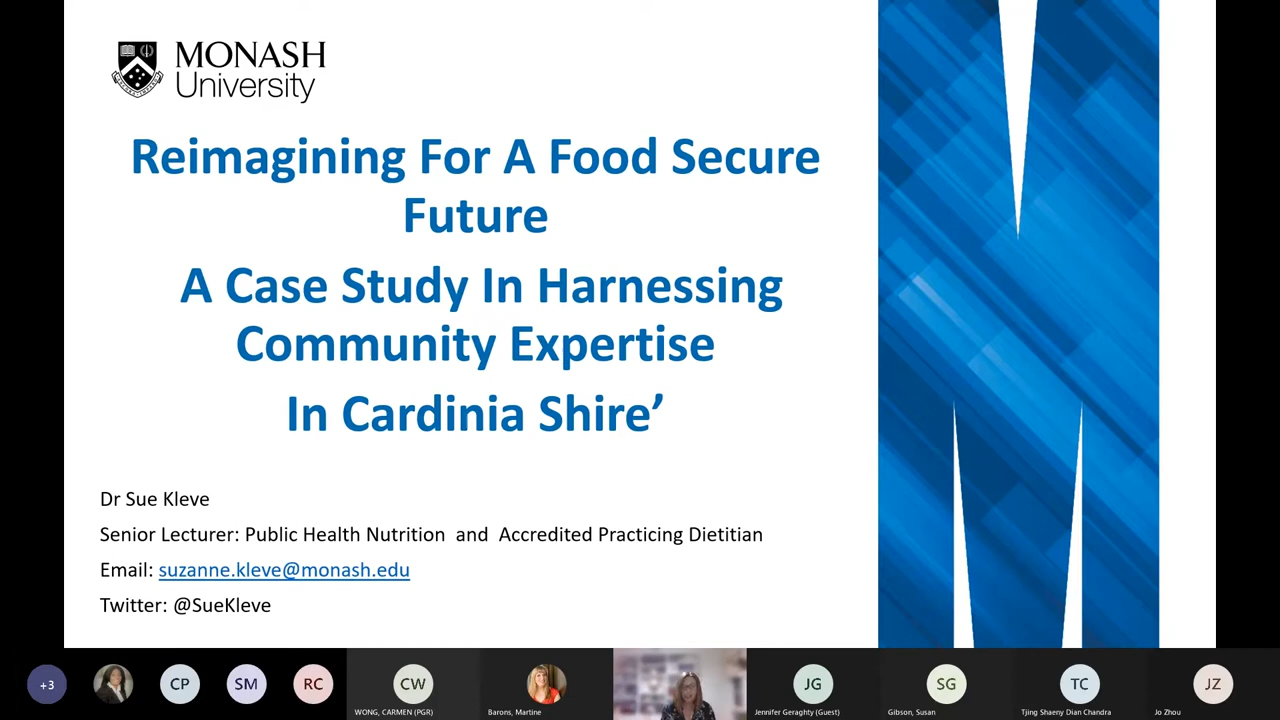 MONASH
University
Reimagining For A Food Secure
Future
A Case Study In Harnessing
Community Expertise
In Cardinia Shire’
Dr Sue Kleve
Senior Lecturer: Public Health Nutrition and Accredited Practicing Dietitian
Email: suzanne.kleve@monash.edu
Twitter: @SueKleve
+3
CP
SM
RC
CW
WONG, CARMEN (PGR)
Barons, Martine
JG
Jennifer Geraghty (Guest)
SG
Gibson, Susan
TC
Tjing Shaeny Dian Chandra
JZ
Jo Zhou